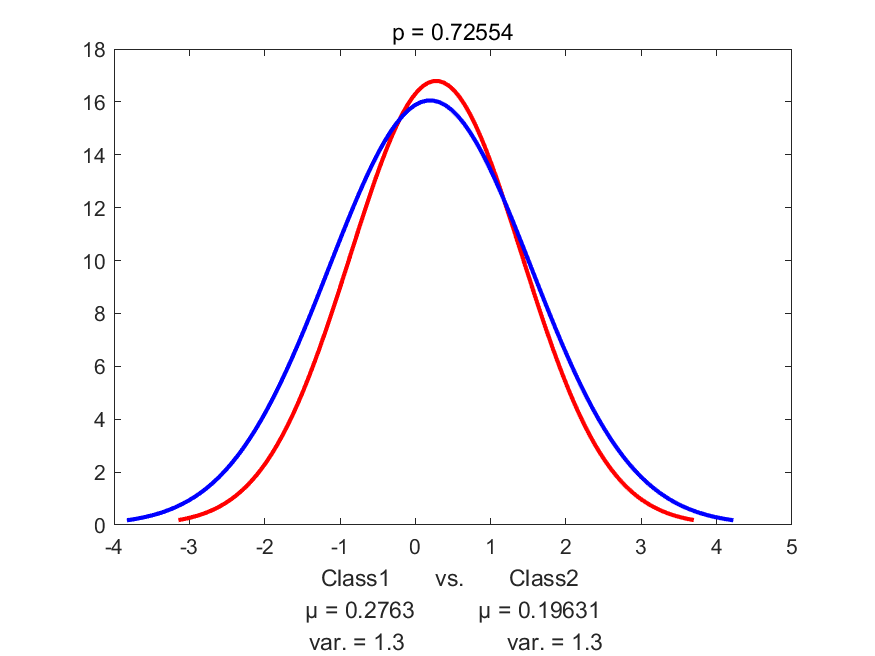 p = 0.72554
18
16
14
12
10
8
6
4
2
0
-4 -3 -2 -1 0 1 2 3 4 5
Class1 vs. Class2
μ = 0.2763 μ = 0.19631
var. = 1.3 var. = 1.3